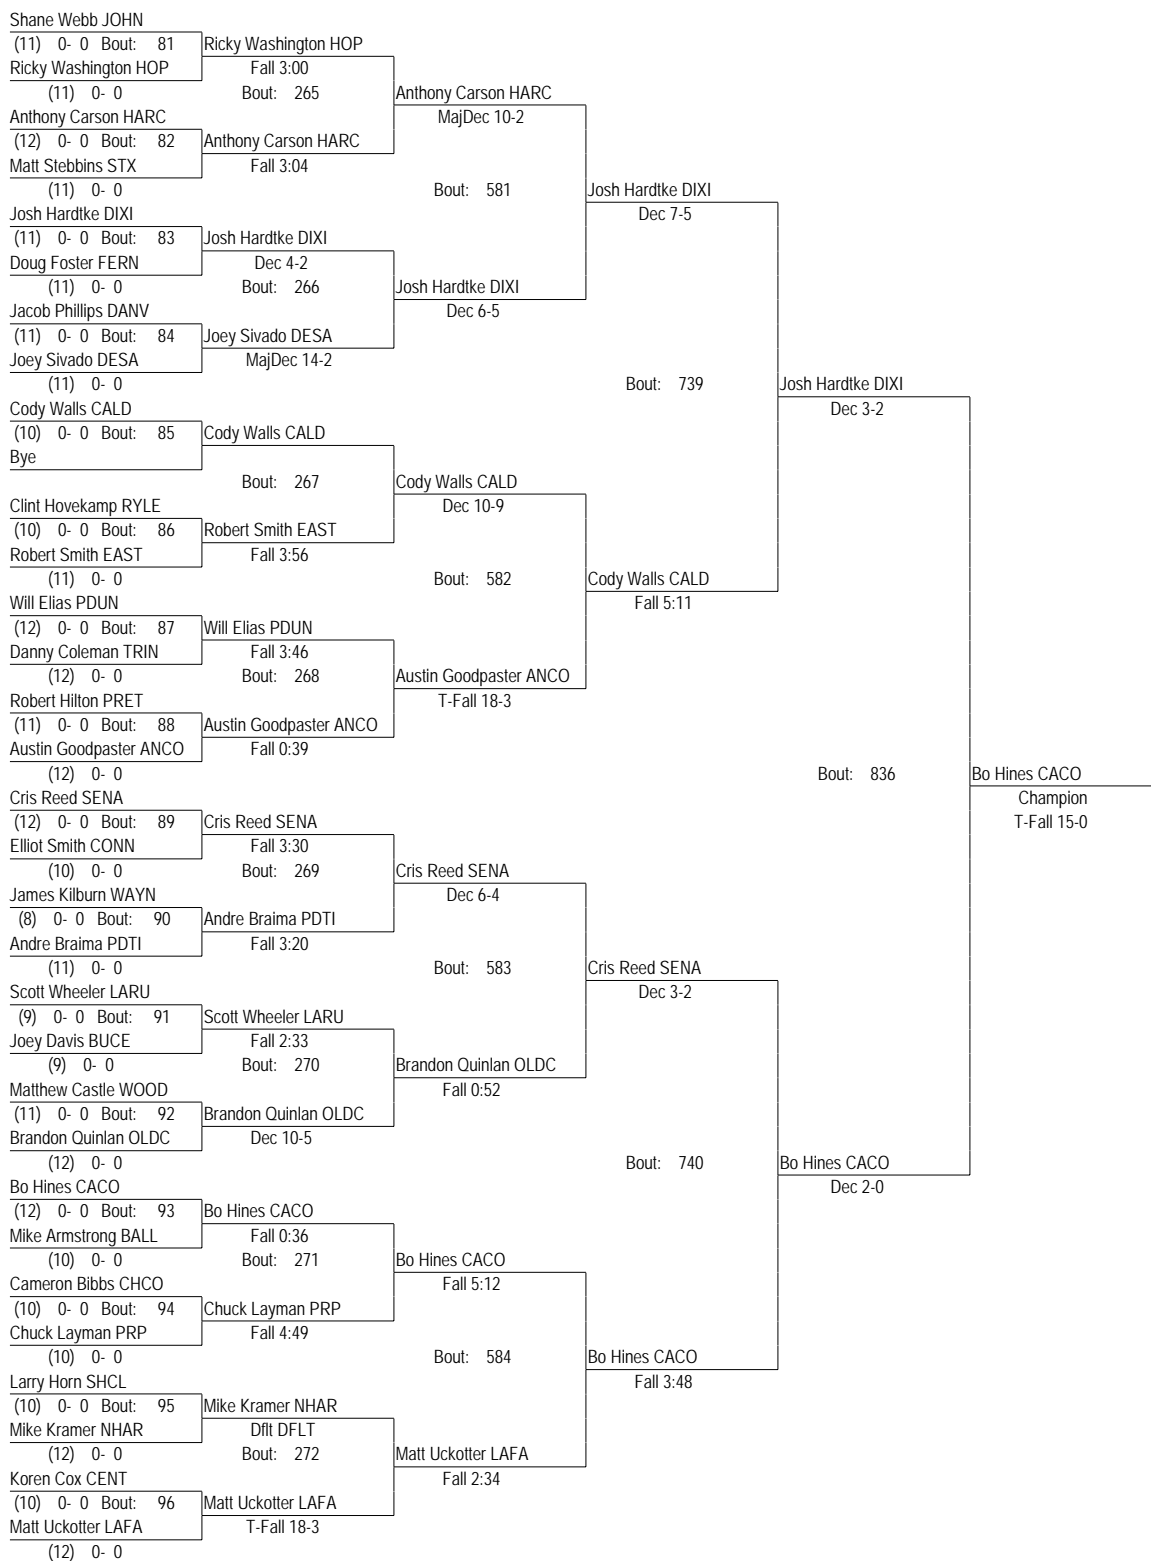 Shane Webb JOHN
(11) 0- 0 Bout: 81 Ricky Washington HOP
Ricky Washington HOP Fall 3:00
(11) 0- 0 Bout: 265 Anthony Carson HARC
Anthony Carson HARC MajDec 10-2
(12) 0- 0 Bout: 82 Anthony Carson HARC
Matt Stebbins STX Fall 3:04
(11) 0- 0 Bout: 581 Josh Hardtke DIXI
Josh Hardtke DIXI Dec 7-5
(11) 0- 0 Bout: 83 Josh Hardtke DIXI
Doug Foster FERN Dec 4-2
(11) 0- 0 Bout: 266 Josh Hardtke DIXI
Jacob Phillips DANV Dec 6-5
(11) 0- 0 Bout: 84 Joey Sivado DESA
Joey Sivado DESA MajDec 14-2
(11) 0- 0 Bout: 739 Josh Hardtke DIXI
Cody Walls CALD Dec 3-2
(10) 0- 0 Bout: 85 Cody Walls CALD
Bye
Bout: 267 Cody Walls CALD
Clint Hovekamp RYLE Dec 10-9
(10) 0- 0 Bout: 86 Robert Smith EAST
Robert Smith EAST Fall 3:56
(11) 0- 0 Bout: 582 Cody Walls CALD
Will Elias PDUN Fall 5:11
(12) 0- 0 Bout: 87 Will Elias PDUN
Danny Coleman TRIN Fall 3:46
(12) 0- 0 Bout: 268 Austin Goodpaster ANCO
Robert Hilton PRET T-Fall 18-3
(11) 0- 0 Bout: 88 Austin Goodpaster ANCO
Austin Goodpaster ANCO Fall 0:39
(12) 0- 0 Bout: 836 Bo Hines CACO
Cris Reed SENA Champion
(12) 0- 0 Bout: 89 Cris Reed SENA T-Fall 15-0
Elliot Smith CONN Fall 3:30
(10) 0- 0 Bout: 269 Cris Reed SENA
James Kilburn WAYN Dec 6-4
(8) 0- 0 Bout: 90 Andre Braima PDTI
Andre Braima PDTI Fall 3:20
(11) 0- 0 Bout: 583 Cris Reed SENA
Scott Wheeler LARU Dec 3-2
(9) 0- 0 Bout: 91 Scott Wheeler LARU
Joey Davis BUCE Fall 2:33
(9) 0- 0 Bout: 270 Brandon Quinlan OLDC
Matthew Castle WOOD Fall 0:52
(11) 0- 0 Bout: 92 Brandon Quinlan OLDC
Brandon Quinlan OLDC Dec 10-5
(12) 0- 0 Bout: 740 Bo Hines CACO
Bo Hines CACO Dec 2-0
(12) 0- 0 Bout: 93 Bo Hines CACO
Mike Armstrong BALL Fall 0:36
(10) 0- 0 Bout: 271 Bo Hines CACO
Cameron Bibbs CHCO Fall 5:12
(10) 0- 0 Bout: 94 Chuck Layman PRP
Chuck Layman PRP Fall 4:49
(10) 0- 0 Bout: 584 Bo Hines CACO
Larry Horn SHCL Fall 3:48
(10) 0- 0 Bout: 95 Mike Kramer NHAR
Mike Kramer NHAR Dflt DFLT
(12) 0- 0 Bout: 272 Matt Uckotter LAFA
Koren Cox CENT Fall 2:34
(10) 0- 0 Bout: 96 Matt Uckotter LAFA
Matt Uckotter LAFA T-Fall 18-3
(12) 0- 0